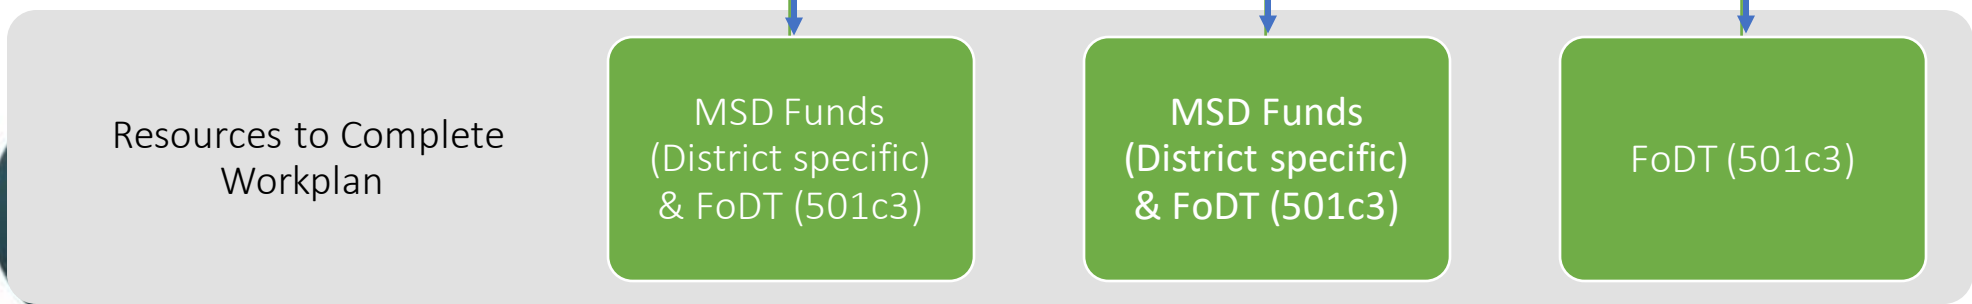 Resources to Complete
Workplan
MSD Funds
(District specific)
& FoDT (501c3)
MSD Funds
(District specific)
& FoDT (501c3)
FoDT (501c3)